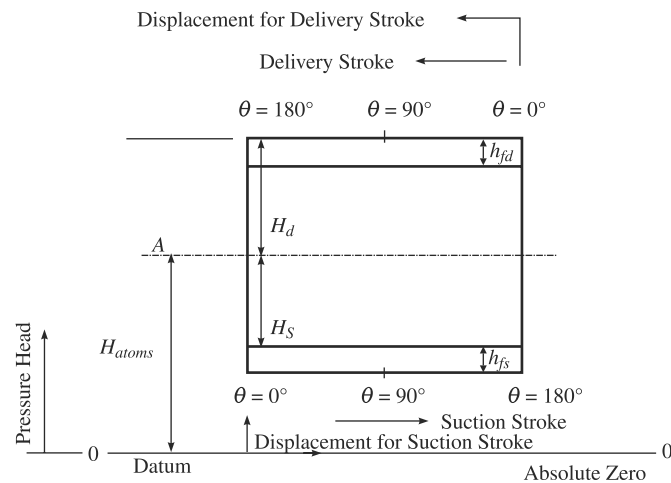 Displacement for Delivery Stroke
Delivery Stroke
θ = 180° θ = 90° θ = 0°
h_fd
H_d
A
H_S
H_atoms
h_fs
Pressure Head
θ = 0° θ = 90° θ = 180°
Suction Stroke
Displacement for Suction Stroke
0 0
Datum
Absolute Zero